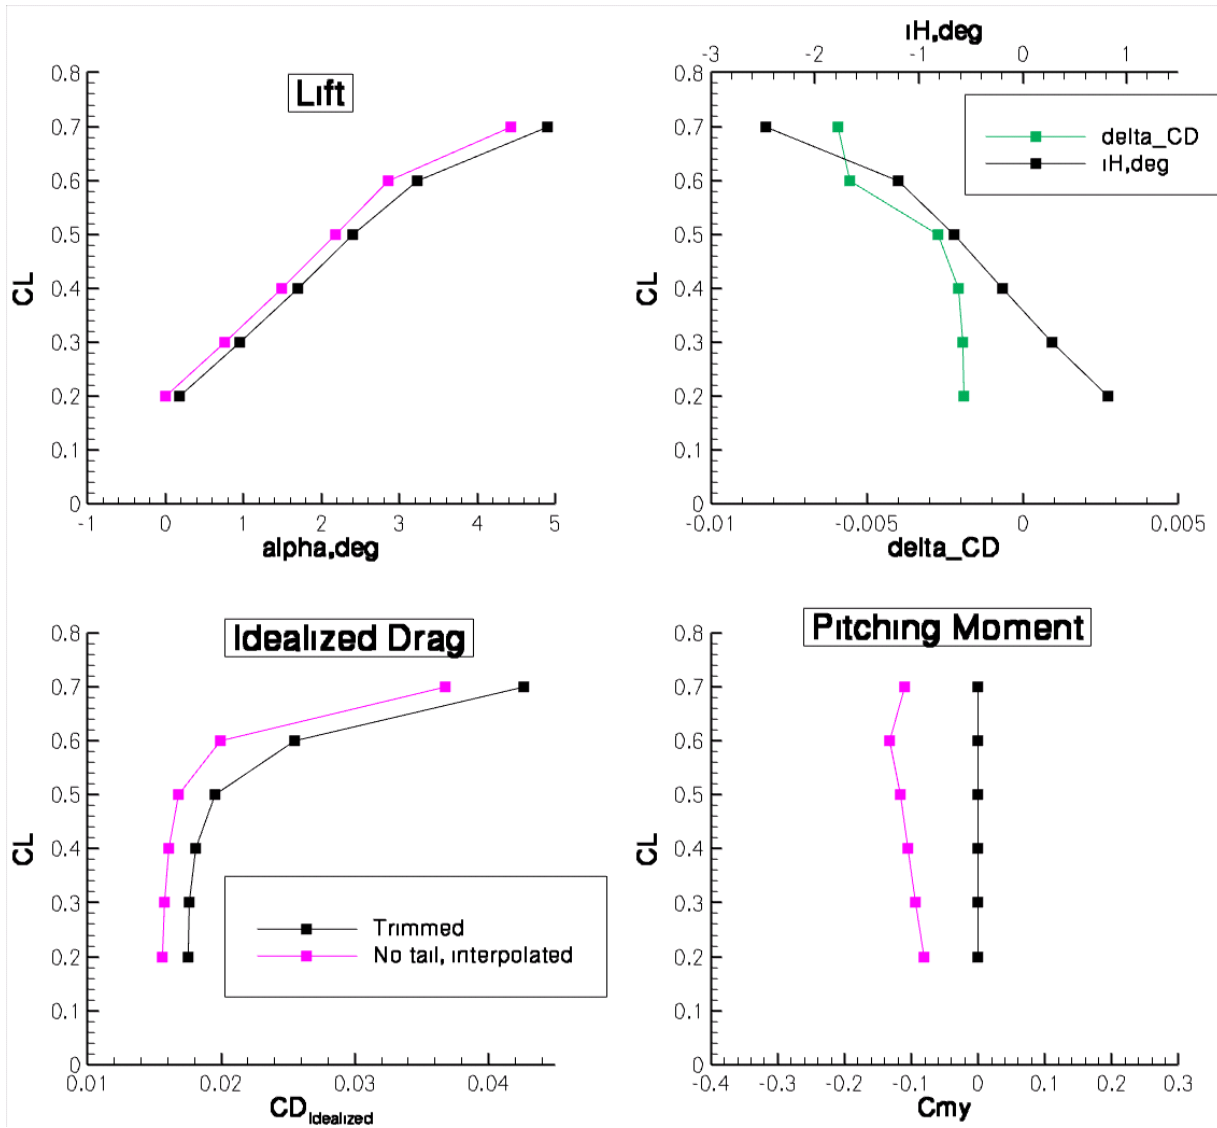 Lift
0.8
0.7
0.6
0.5
0.4
0.3
0.2
0.1
0
CL
-1 0 1 2 3 4 5
alpha,deg
iH,deg
-3 -2 -1 0 1
delta_CD
iH,deg
0.8
0.7
0.6
0.5
0.4
0.3
0.2
0.1
0
CL
-0.01 -0.005 0 0.005
delta_CD
Idealized Drag
0.8
0.7
0.6
0.5
0.4
0.3
0.2
0.1
0
CL
Trimmed
No tail, interpolated
0.01 0.02 0.03 0.04
CD Idealized
Pitching Moment
0.8
0.7
0.6
0.5
0.4
0.3
0.2
0.1
0
CL
-0.4 -0.3 -0.2 -0.1 0 0.1 0.2 0.3
Cmy